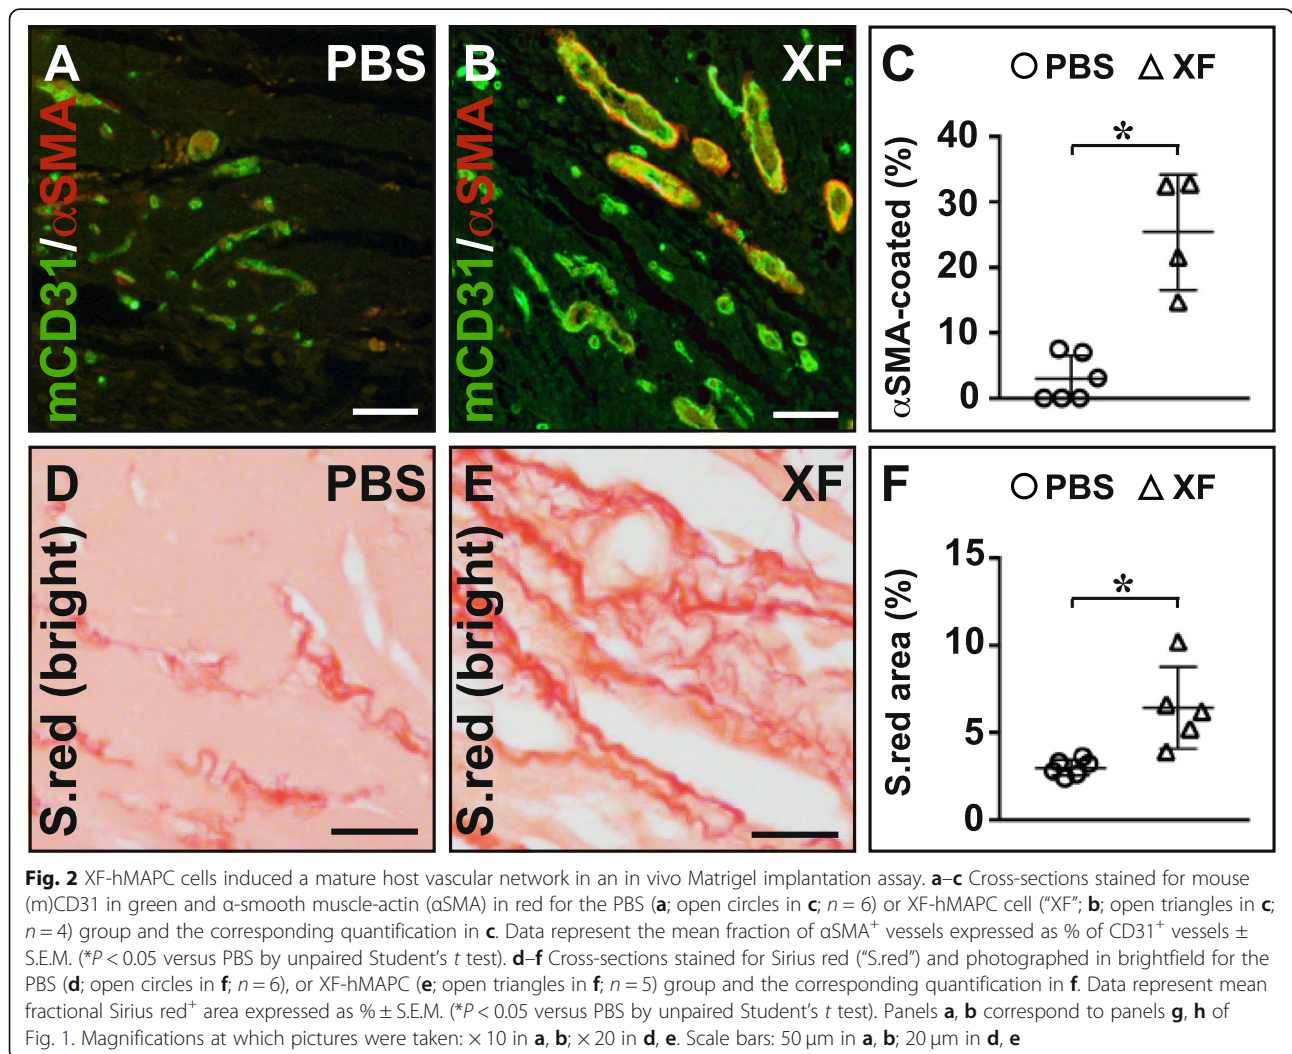 A PBS
mCD31/αSMA
B XF
mCD31/αSMA
C ○ PBS △ XF
αSMA-coated (%)
40
30
20
10
0
*
D PBS
S.red (bright)
E XF
S.red (bright)
F ○ PBS △ XF
S.red area (%)
15
10
5
0
*
Fig. 2 XF-hMAPC cells induced a mature host vascular network in an in vivo Matrigel implantation assay. a–c Cross-sections stained for mouse
(m)CD31 in green and α-smooth muscle-actin (αSMA) in red for the PBS (a; open circles in c; n = 6) or XF-hMAPC cell (“XF”; b; open triangles in c;
n = 4) group and the corresponding quantification in c. Data represent the mean fraction of αSMA+ vessels expressed as % of CD31+ vessels ±
S.E.M. (*P < 0.05 versus PBS by unpaired Student’s t test). d–f Cross-sections stained for Sirius red (“S.red”) and photographed in brightfield for the
PBS (d; open circles in f; n = 6), or XF-hMAPC (e; open triangles in f; n = 5) group and the corresponding quantification in f. Data represent mean
fractional Sirius red+ area expressed as % ± S.E.M. (*P < 0.05 versus PBS by unpaired Student’s t test). Panels a, b correspond to panels g, h of
Fig. 1. Magnifications at which pictures were taken: × 10 in a, b; × 20 in d, e. Scale bars: 50 μm in a, b; 20 μm in d, e